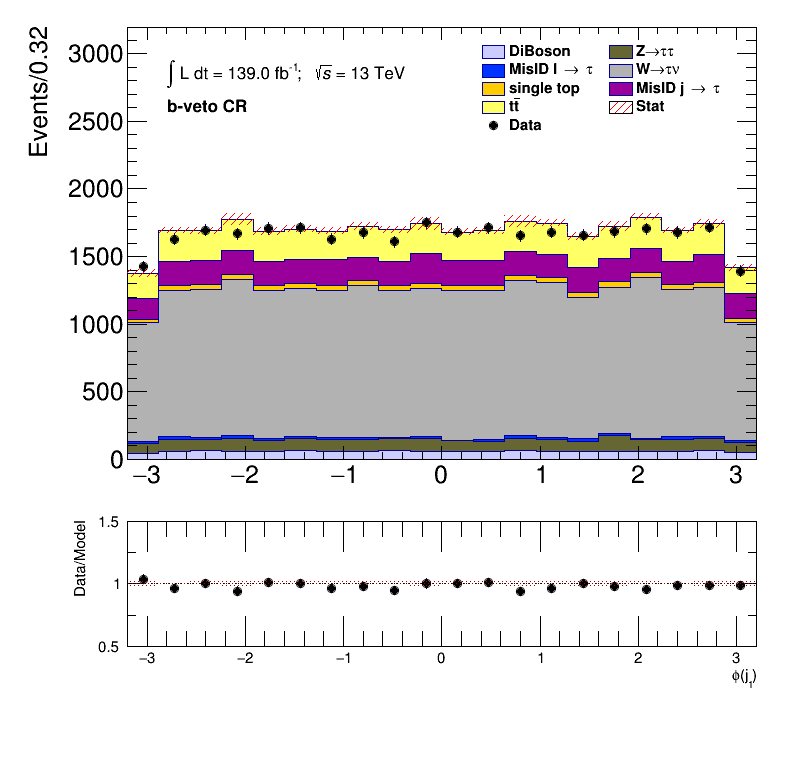 Events/0.32
3000
2500
2000
1500
1000
500
0
∫ L dt = 139.0 fb⁻¹; √s = 13 TeV
b-veto CR
DiBoson
Z→ττ
MisID l → τ
W→τν
single top
MisID j → τ
tt̄
Stat
Data
−3 −2 −1 0 1 2 3
Data/Model
1.5
1
0.5
−3 −2 −1 0 1 2 3
ϕ(j₁)